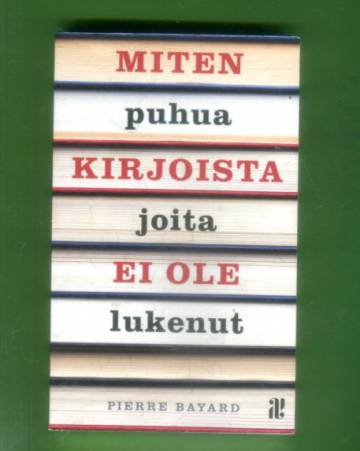 MITEN
puhua
KIRJOISTA
joita
EI OLE
lukenut
PIERRE BAYARD